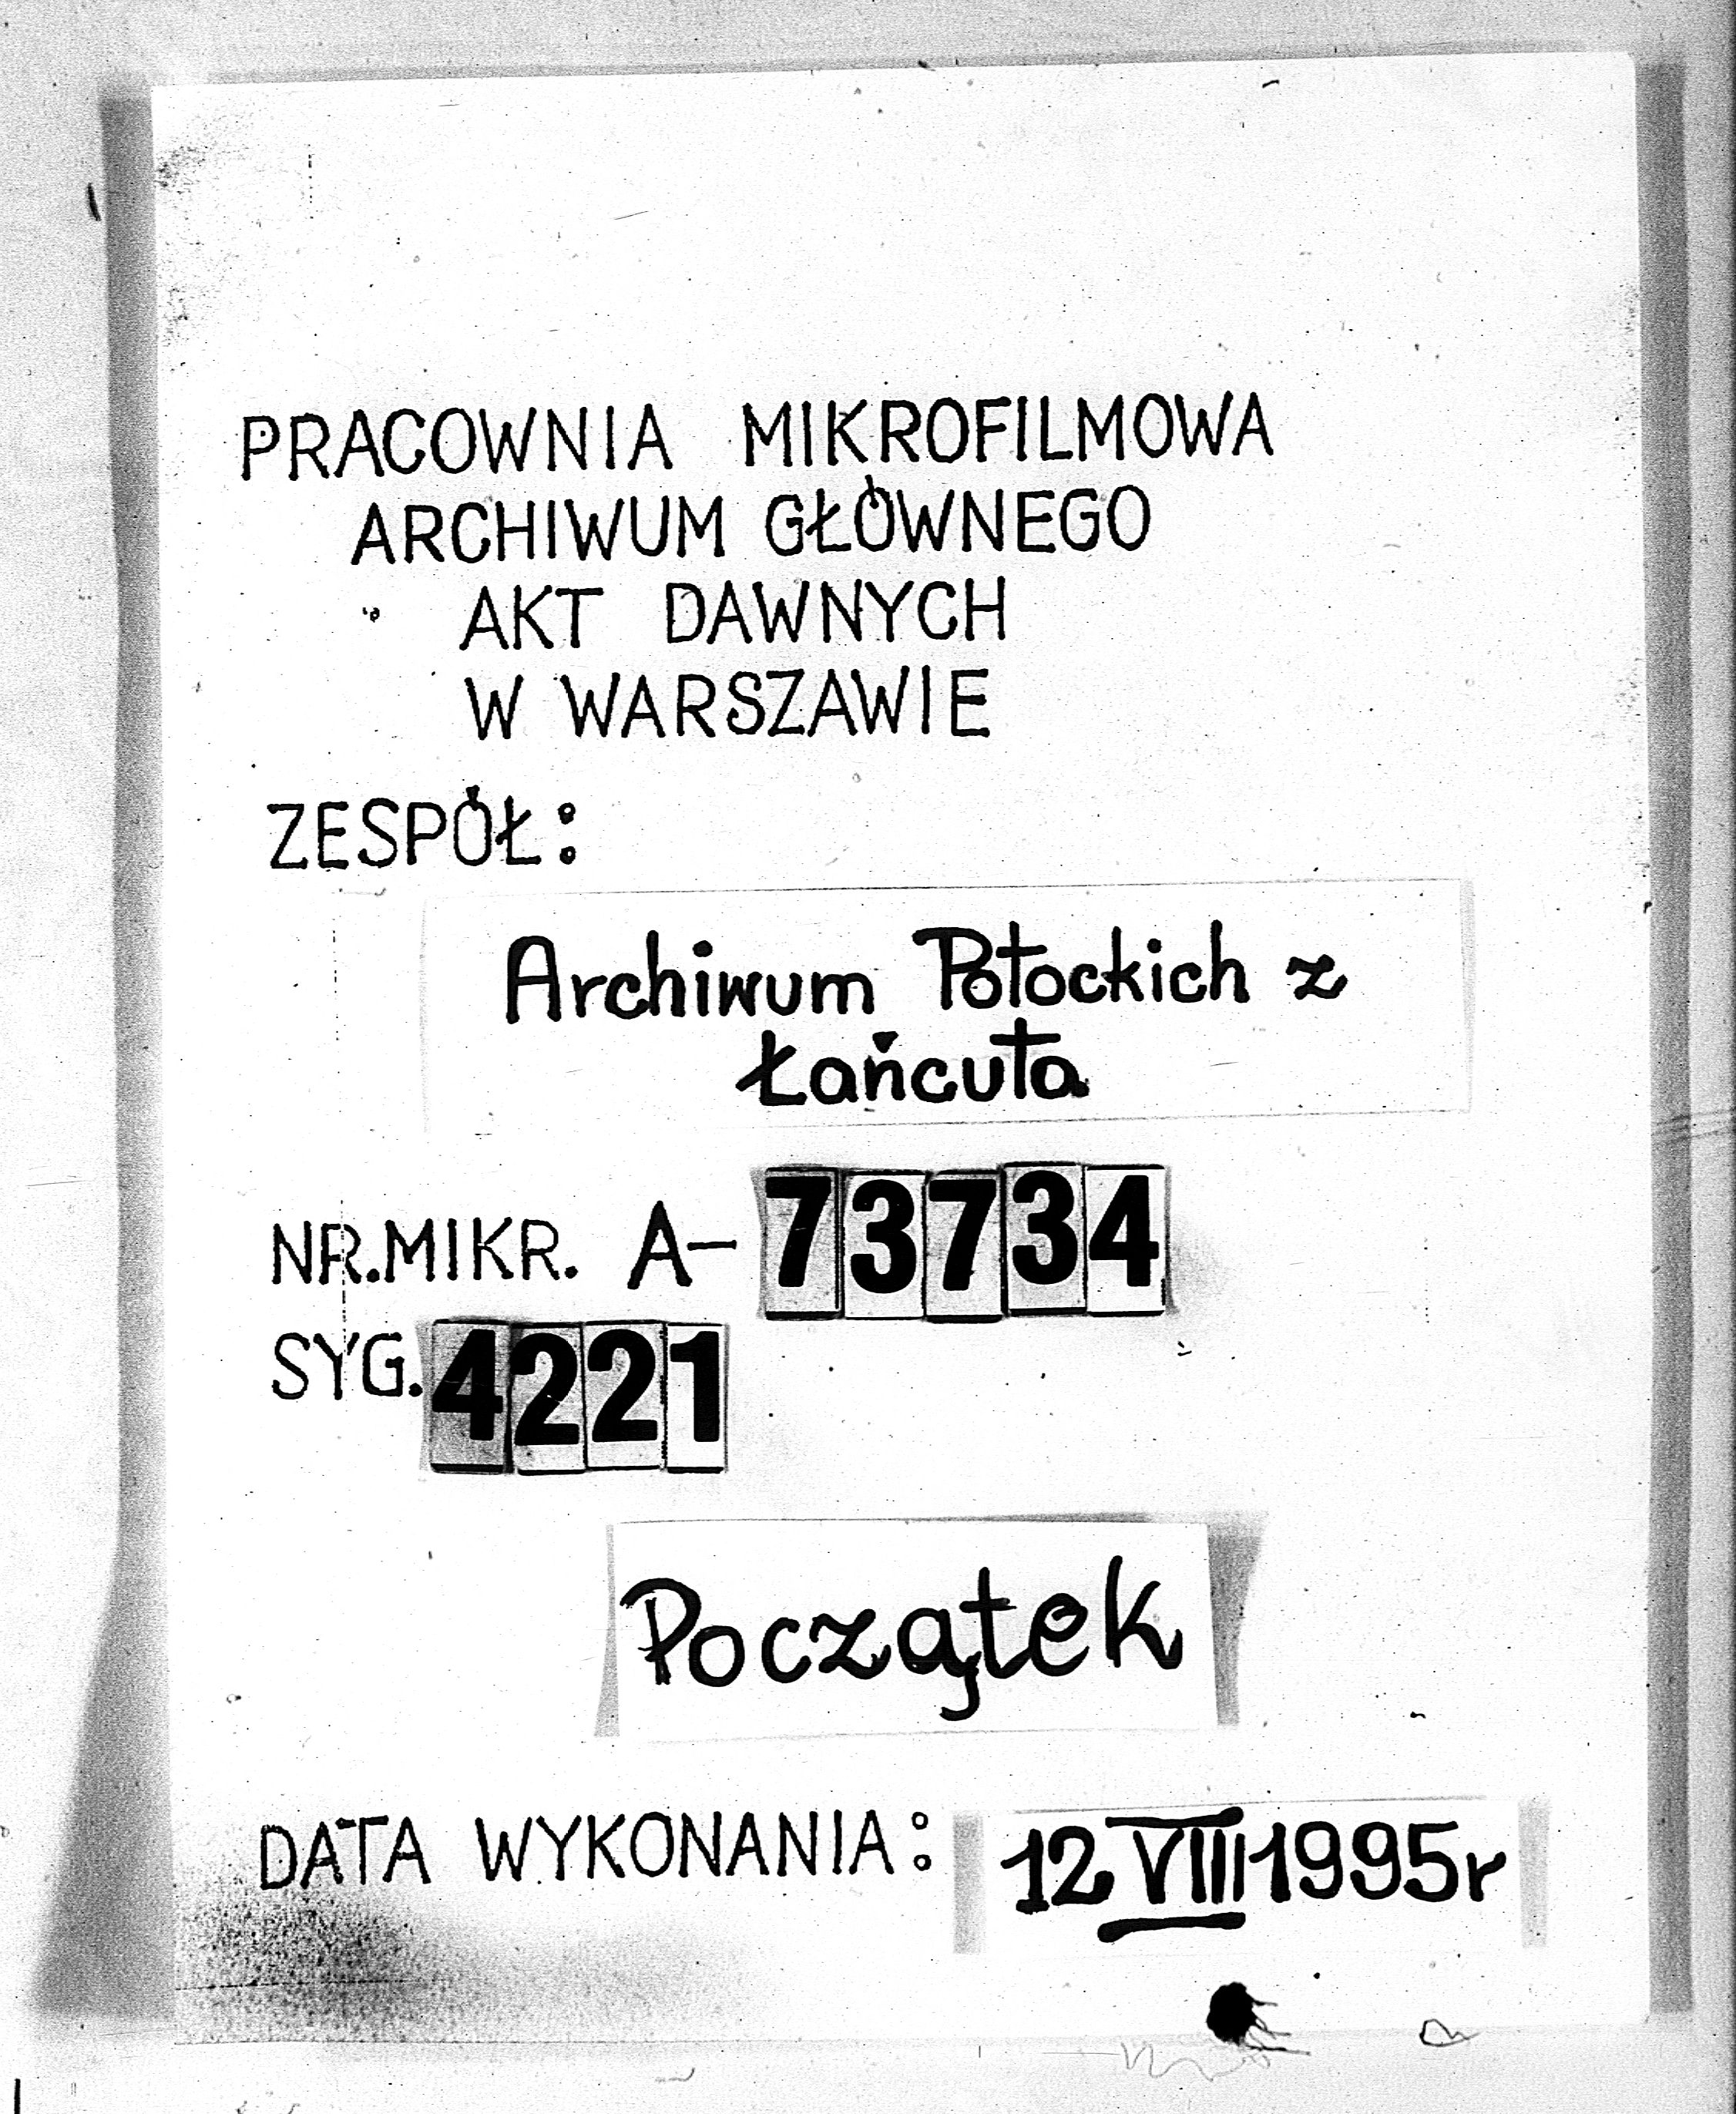 PRACOWNIA MIKROFILMOWA
ARCHIWUM GŁÓWNEGO
AKT DAWNYCH
W WARSZAWIE
ZESPÓŁ:
Archiwum Potockich z
Łańcuta
NR.MIKR. A-73734
SYG.4221
Początek
DATA WYKONANIA: 12 VIII 1995r